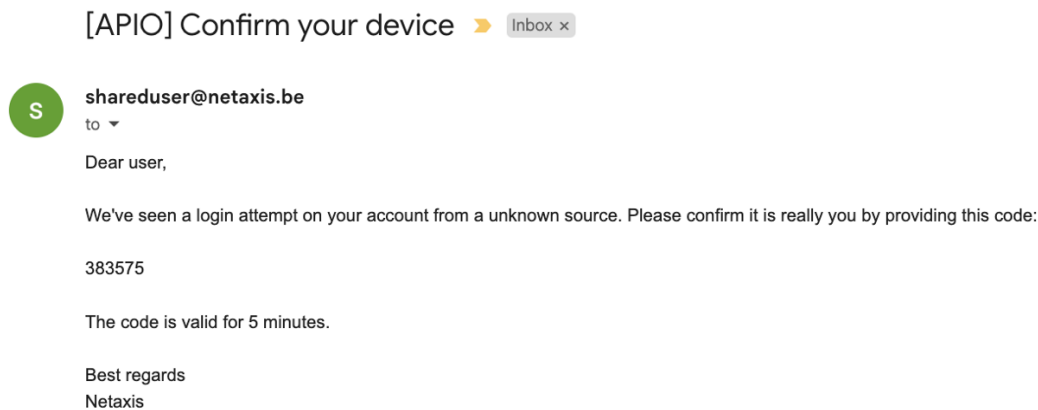 [APIO] Confirm your device Inbox ×
S
shareduser@netaxis.be
to
Dear user,
We've seen a login attempt on your account from a unknown source. Please confirm it is really you by providing this code:
383575
The code is valid for 5 minutes.
Best regards
Netaxis